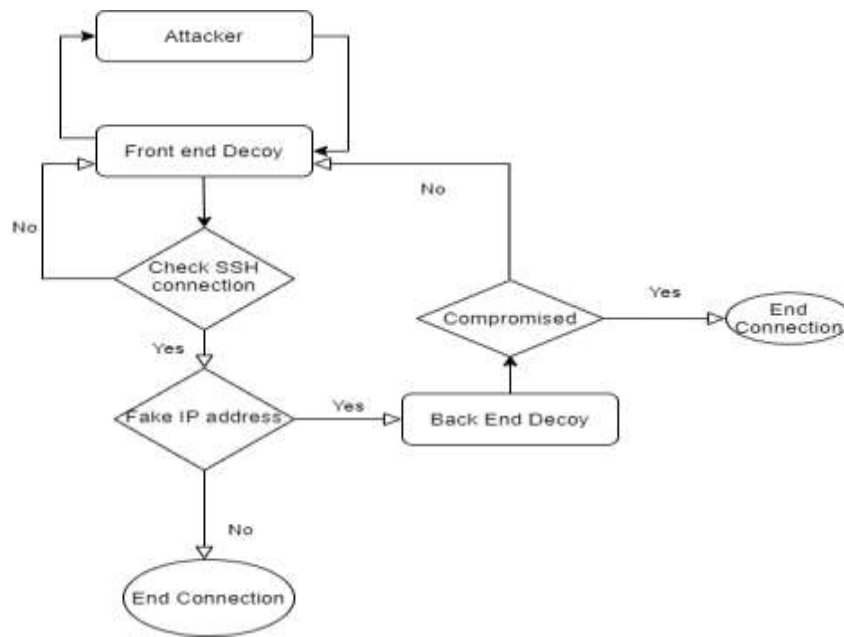 Attacker
Front end Decoy
No
No
Check SSH
connection
Yes
Compromised
End
Connection
Yes
Fake IP address
Yes
Back End Decoy
No
End Connection